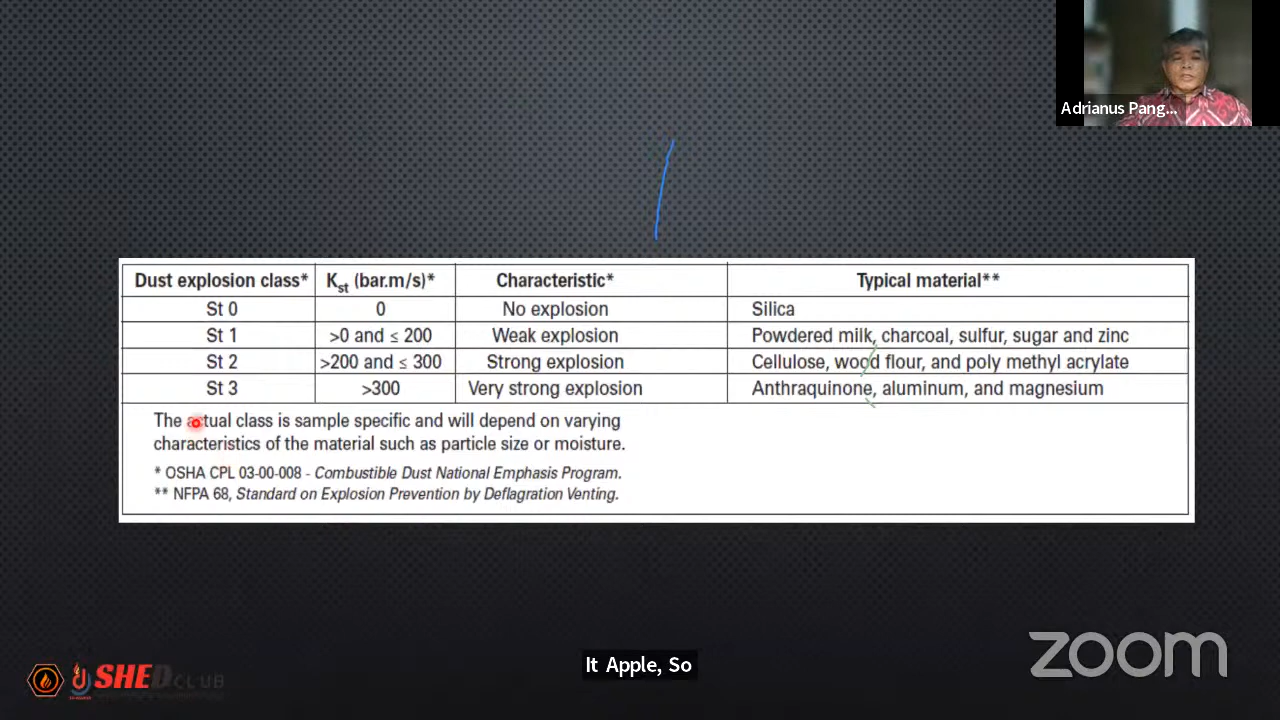 Adrianus Pang...
Dust explosion class* Kst (bar.m/s)* Characteristic* Typical material**
St 0 0 No explosion Silica
St 1 >0 and ≤ 200 Weak explosion Powdered milk, charcoal, sulfur, sugar and zinc
St 2 >200 and ≤ 300 Strong explosion Cellulose, wood flour, and poly methyl acrylate
St 3 >300 Very strong explosion Anthraquinone, aluminum, and magnesium
The actual class is sample specific and will depend on varying
characteristics of the material such as particle size or moisture.
* OSHA CPL 03-00-008 - Combustible Dust National Emphasis Program.
** NFPA 68, Standard on Explosion Prevention by Deflagration Venting.
It Apple, So
SHED CLUB
zoom